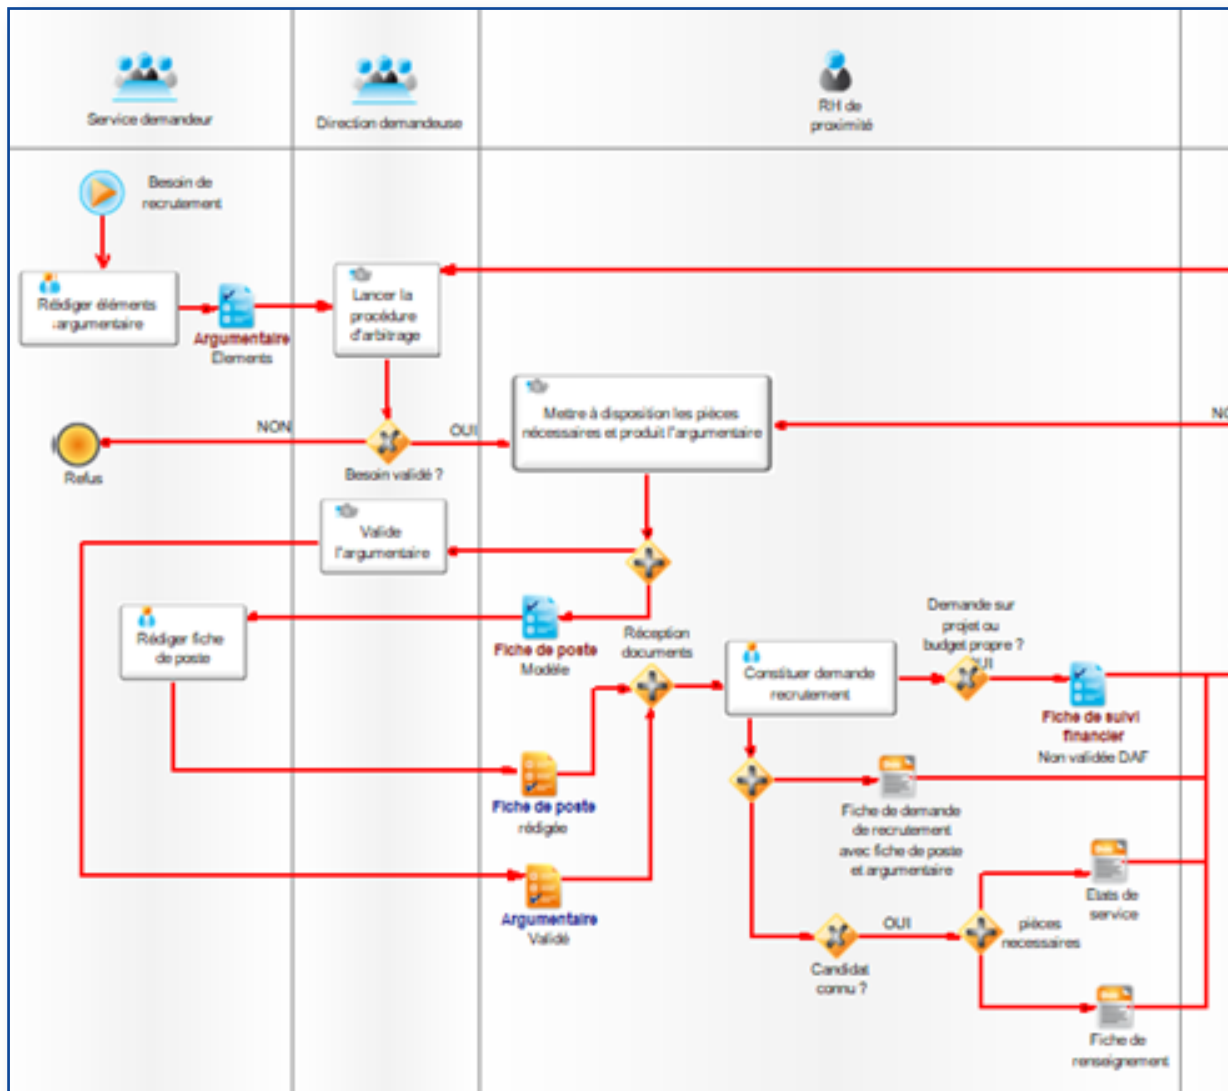 Service demandeur
Direction demandeuse
RH de
proximité
Besoin de
recrutement
Rédiger éléments
argumentaire
Argumentaire
Elements
Lancer la
procédure
d'arbitrage
Mettre à disposition les pièces
nécessaires et produit l'argumentaire
NON
OUI
NO
Refus
Besoin validé ?
Valide
l'argumentaire
Rédiger fiche
de poste
Fiche de poste
Modèle
Réception
documents
Demande sur
projet ou
budget propre ?
OUI
Constituer demande
recrutement
Fiche de suivi
financier
Non validée DAF
Fiche de poste
rédigée
Fiche de demande
de recrutement
avec fiche de poste
et argumentaire
Argumentaire
Validé
Candidat
connu ?
OUI
pièces
necessaires
Etats de
service
Fiche de
renseignement